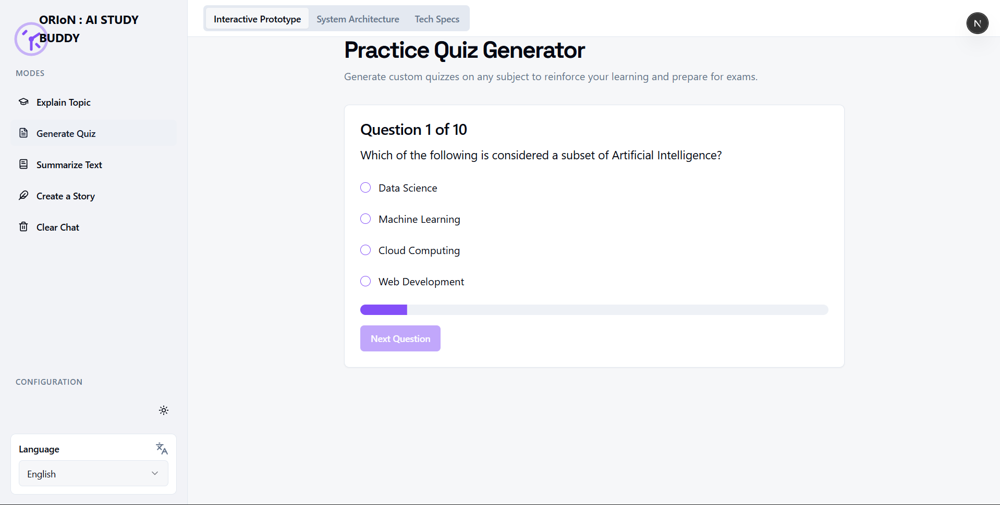 ORIoN : AI STUDY
BUDDY
MODES
Explain Topic
Generate Quiz
Summarize Text
Create a Story
Clear Chat
CONFIGURATION
Language
English
Interactive Prototype
System Architecture
Tech Specs
N
Practice Quiz Generator
Generate custom quizzes on any subject to reinforce your learning and prepare for exams.
Question 1 of 10
Which of the following is considered a subset of Artificial Intelligence?
Data Science
Machine Learning
Cloud Computing
Web Development
Next Question